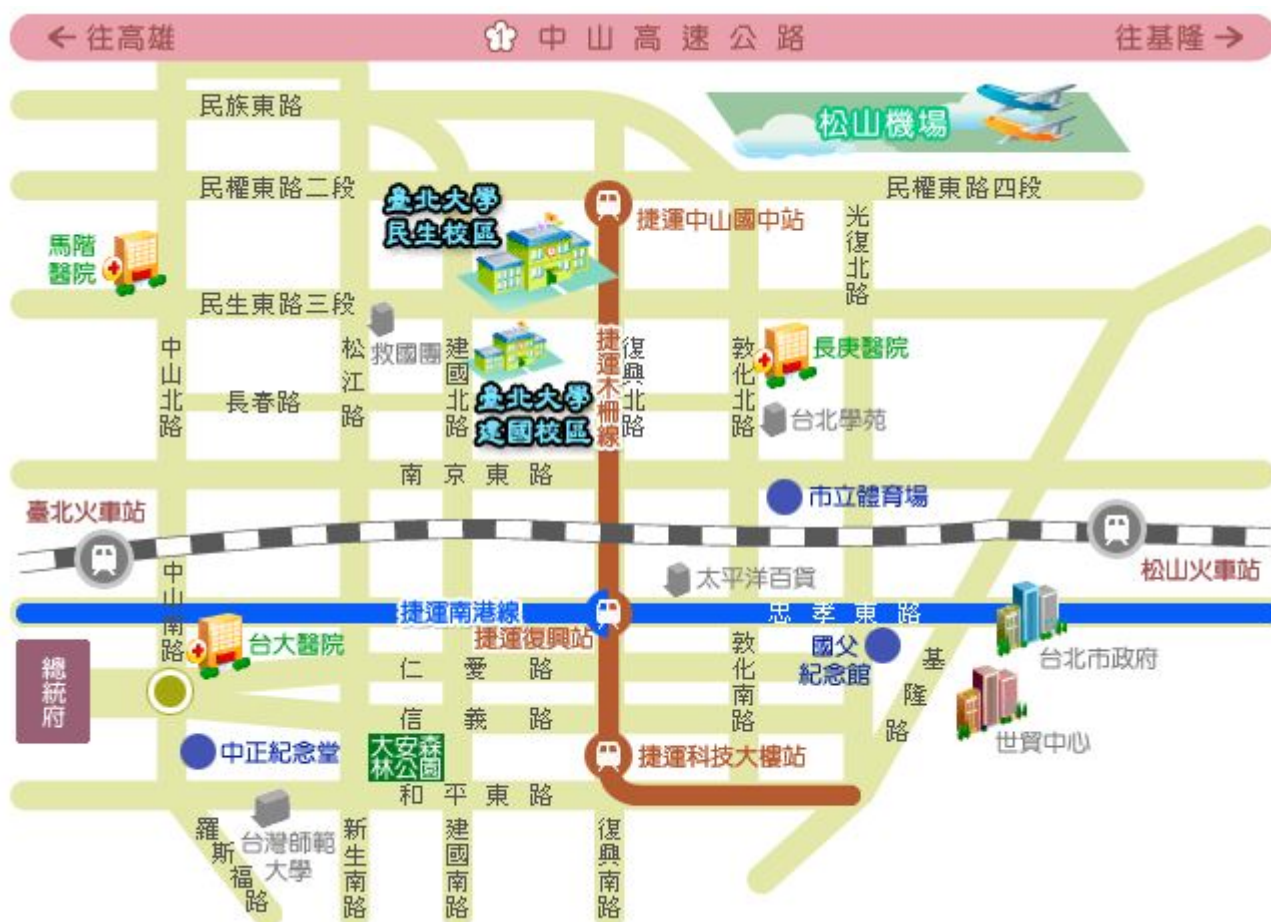 ←往高雄
1 中山高速公路
往基隆→
民族東路
松山機場
民權東路二段
民權東路四段
臺北大學
民生校區
捷運中山國中站
光復北路
馬階
醫院
民生東路三段
救國團
中山北路
松江路
建國北路
捷運木柵線
復興北路
敦化北路
長庚醫院
長春路
臺北大學
建國校區
台北學苑
南京東路
市立體育場
臺北火車站
松山火車站
中山南路
太平洋百貨
捷運南港線
忠孝東路
捷運復興站
台大醫院
總統府
仁愛路
敦化南路
國父
紀念館
基隆路
台北市政府
信義路
世貿中心
中正紀念堂
大安森
林公園
捷運科技大樓站
和平東路
台灣師範
大學
羅斯福路
新生南路
建國南路
復興南路